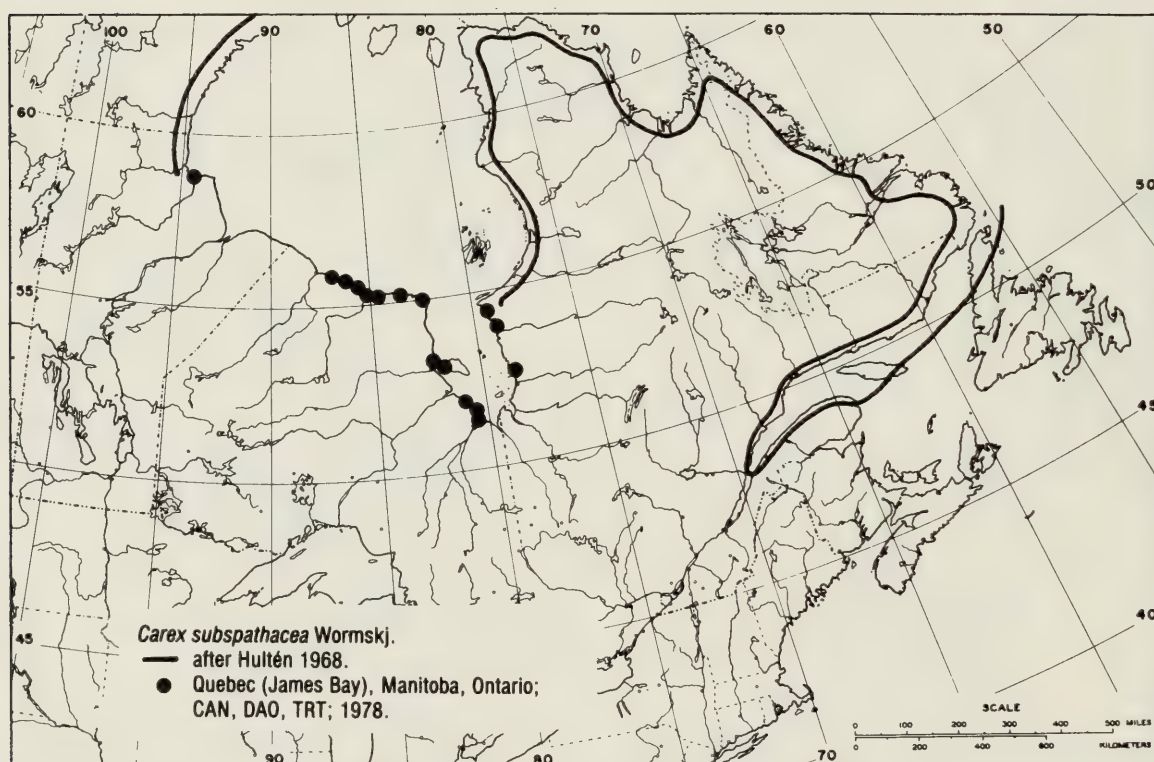 100 90 80 70 60 50
60
55
50
45
40
45
90 80 70
Carex subspathacea Wormskj.
after Hultén 1968.
Quebec (James Bay), Manitoba, Ontario;
CAN, DAO, TRT; 1978.
SCALE
0 100 200 300 400 500 MILES
0 200 400 600 KILOMETERS